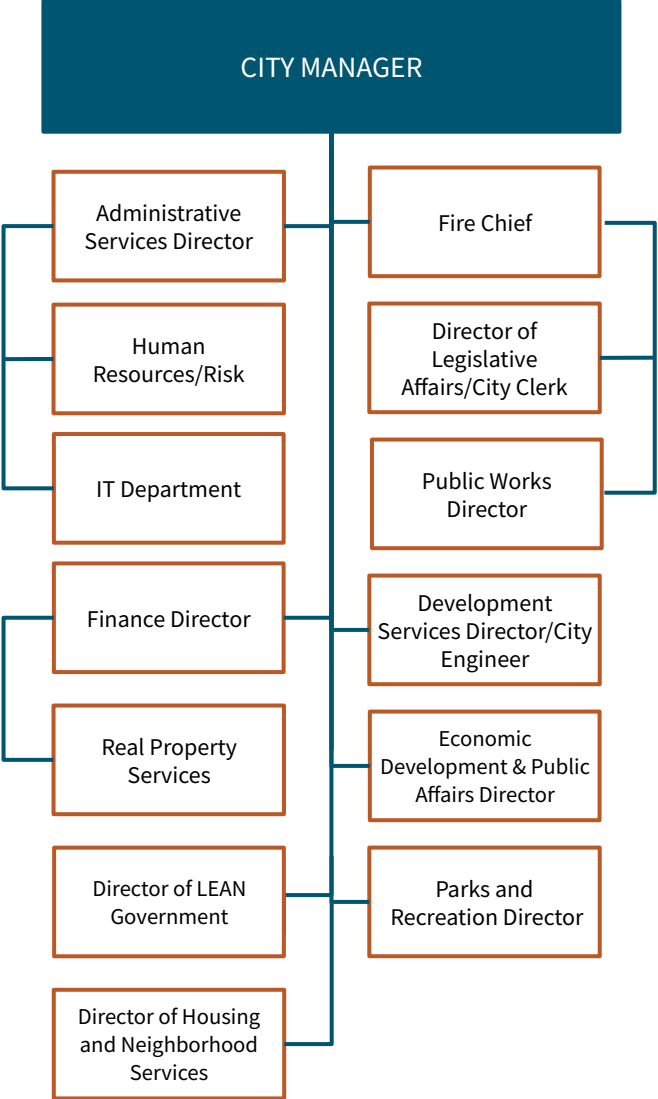 CITY MANAGER
Administrative
Services Director
Human
Resources/Risk
IT Department
Finance Director
Real Property
Services
Director of LEAN
Government
Director of Housing
and Neighborhood
Services
Fire Chief
Director of
Legislative
Affairs/City Clerk
Public Works
Director
Development
Services Director/City
Engineer
Economic
Development & Public
Affairs Director
Parks and
Recreation Director